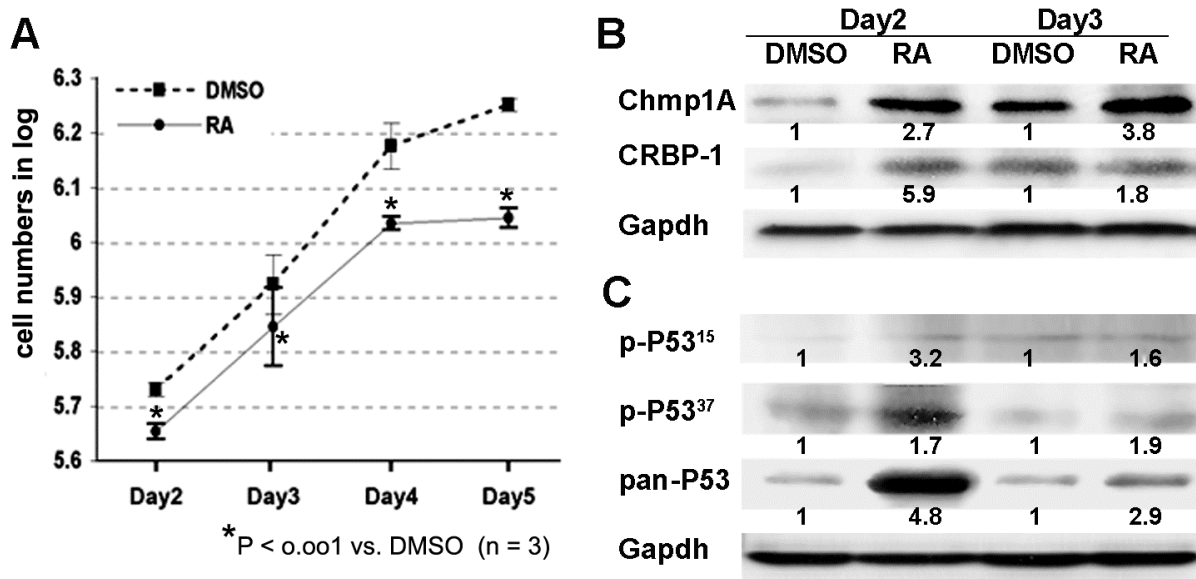 A
6.3
6.2
6.1
6
5.9
5.8
5.7
5.6
cell numbers in log
DMSO
RA
*
*
*
*
Day2 Day3 Day4 Day5
*P < o.oo1 vs. DMSO (n = 3)
B
Day2 Day3
DMSO RA DMSO RA
Chmp1A
1 2.7 1 3.8
CRBP-1
1 5.9 1 1.8
Gapdh
C
p-P53¹⁵
1 3.2 1 1.6
p-P53³⁷
1 1.7 1 1.9
pan-P53
1 4.8 1 2.9
Gapdh